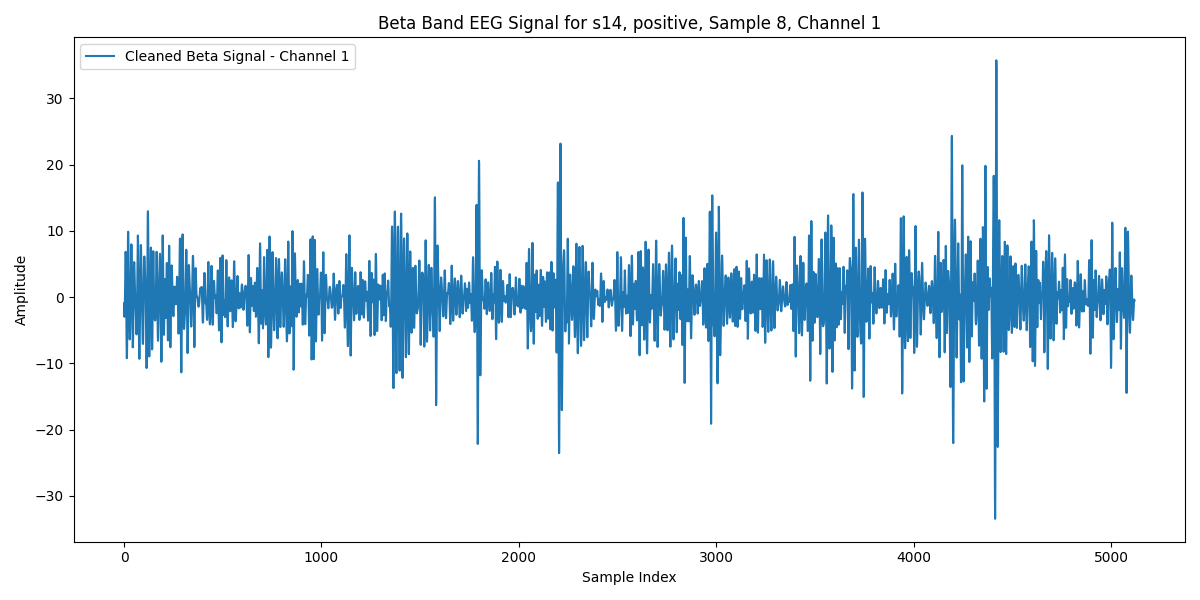 Beta Band EEG Signal for s14, positive, Sample 8, Channel 1
Cleaned Beta Signal - Channel 1
Amplitude
30
20
10
0
−10
−20
−30
0 1000 2000 3000 4000 5000
Sample Index